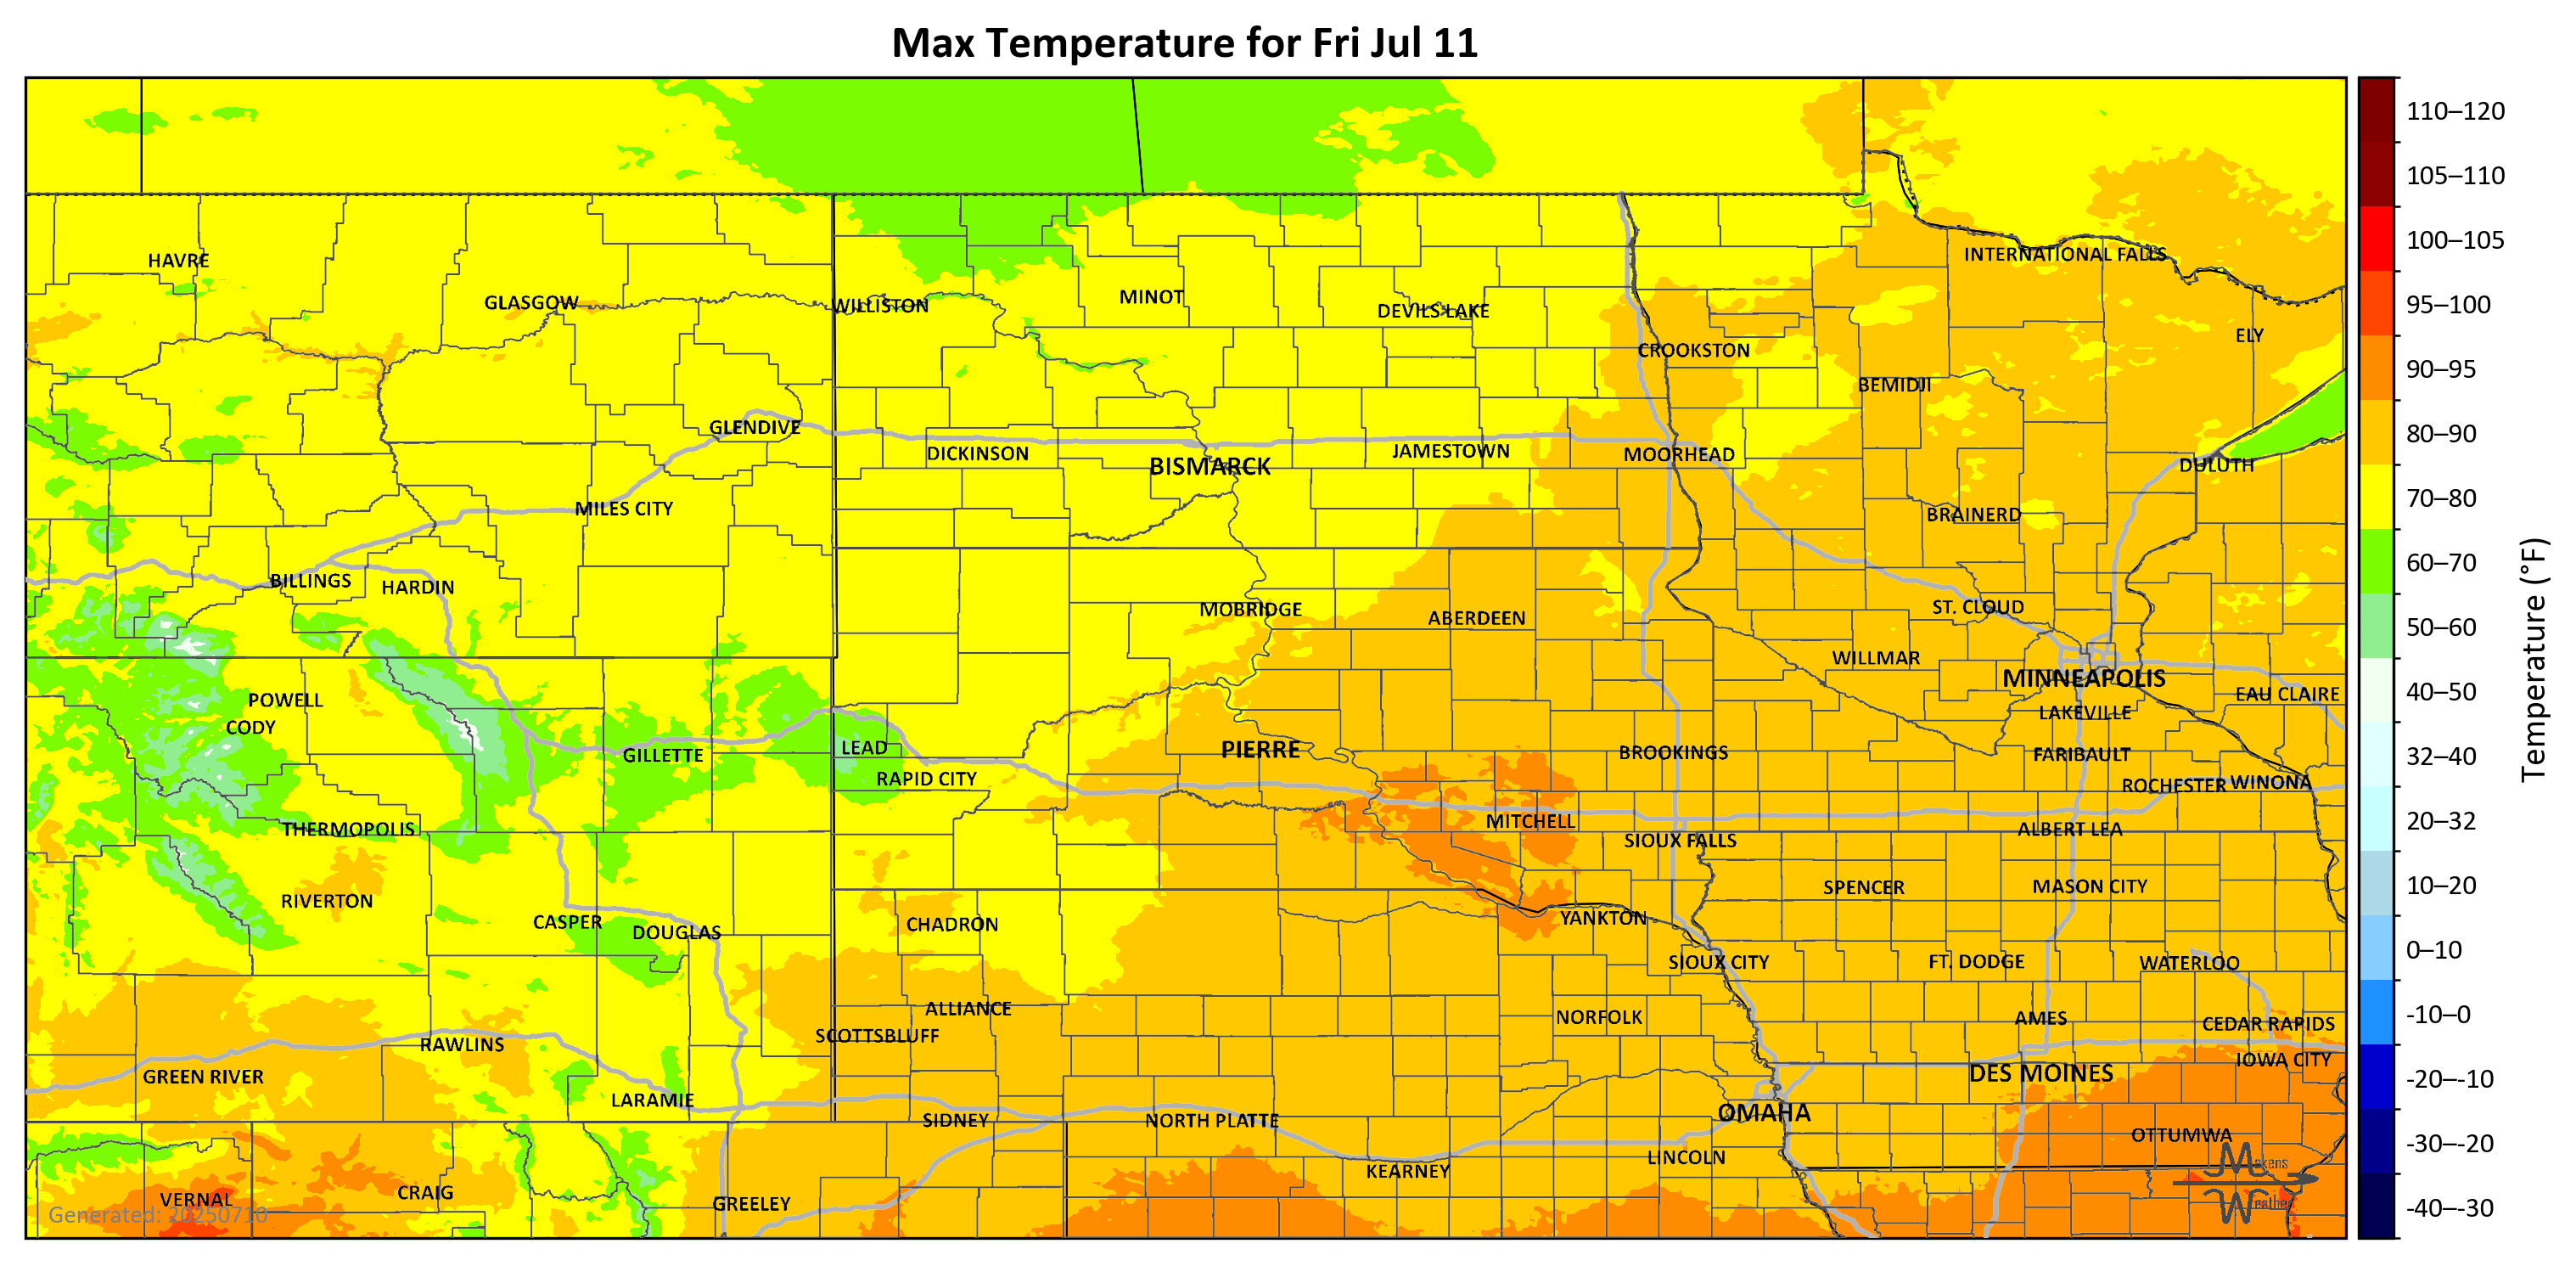 Max Temperature for Fri Jul 11
HAVRE
GLASGOW
WILLISTON
MINOT
DEVILS LAKE
INTERNATIONAL FALLS
ELY
CROOKSTON
BEMIDJI
GLENDIVE
DICKINSON
BISMARCK
JAMESTOWN
MOORHEAD
DULUTH
MILES CITY
BRAINERD
BILLINGS
HARDIN
MOBRIDGE
ABERDEEN
ST. CLOUD
WILLMAR
MINNEAPOLIS
EAU CLAIRE
POWELL
CODY
LAKEVILLE
GILLETTE
LEAD
PIERRE
BROOKINGS
FARIBAULT
RAPID CITY
ROCHESTER
WINONA
THERMOPOLIS
MITCHELL
SIOUX FALLS
ALBERT LEA
RIVERTON
SPENCER
MASON CITY
CASPER
DOUGLAS
CHADRON
YANKTON
SIOUX CITY
FT. DODGE
WATERLOO
ALLIANCE
NORFOLK
AMES
CEDAR RAPIDS
SCOTTSBLUFF
RAWLINS
IOWA CITY
GREEN RIVER
DES MOINES
LARAMIE
SIDNEY
NORTH PLATTE
OMAHA
OTTUMWA
LINCOLN
KEARNEY
VERNAL
CRAIG
GREELEY
Generated: 20250710
Makens
Weather
110–120
105–110
100–105
95–100
90–95
80–90
70–80
60–70
50–60
40–50
32–40
20–32
10–20
0–10
-10–0
-20–-10
-30–-20
-40–-30
Temperature (°F)